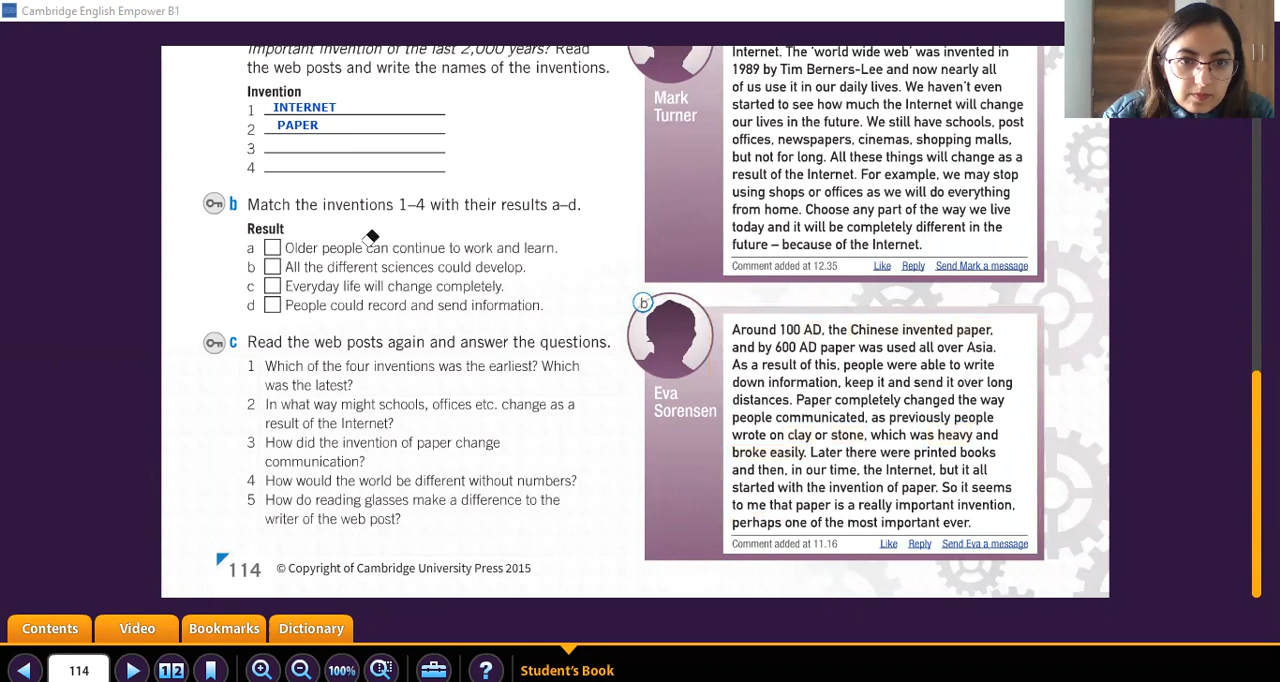 Cambridge English Empower B1
important invention of the last 2,000 years? Read
the web posts and write the names of the inventions.
Invention
1 INTERNET
2 PAPER
3
4
b Match the inventions 1–4 with their results a–d.
Result
a Older people can continue to work and learn.
b All the different sciences could develop.
c Everyday life will change completely.
d People could record and send information.
c Read the web posts again and answer the questions.
1 Which of the four inventions was the earliest? Which
was the latest?
2 In what way might schools, offices etc. change as a
result of the Internet?
3 How did the invention of paper change
communication?
4 How would the world be different without numbers?
5 How do reading glasses make a difference to the
writer of the web post?
114 © Copyright of Cambridge University Press 2015
Mark
Turner
Internet. The ‘world wide web’ was invented in
1989 by Tim Berners-Lee and now nearly all
of us use it in our daily lives. We haven’t even
started to see how much the Internet will change
our lives in the future. We still have schools, post
offices, newspapers, cinemas, shopping malls,
but not for long. All these things will change as a
result of the Internet. For example, we may stop
using shops or offices as we will do everything
from home. Choose any part of the way we live
today and it will be completely different in the
future – because of the Internet.
Comment added at 12.35 Like Reply Send Mark a message
b
Eva
Sorensen
Around 100 AD, the Chinese invented paper,
and by 600 AD paper was used all over Asia.
As a result of this, people were able to write
down information, keep it and send it over long
distances. Paper completely changed the way
people communicated, as previously people
wrote on clay or stone, which was heavy and
broke easily. Later there were printed books
and then, in our time, the Internet, but it all
started with the invention of paper. So it seems
to me that paper is a really important invention,
perhaps one of the most important ever.
Comment added at 11.16 Like Reply Send Eva a message
Contents Video Bookmarks Dictionary
114 1 2 100% ? Student's Book